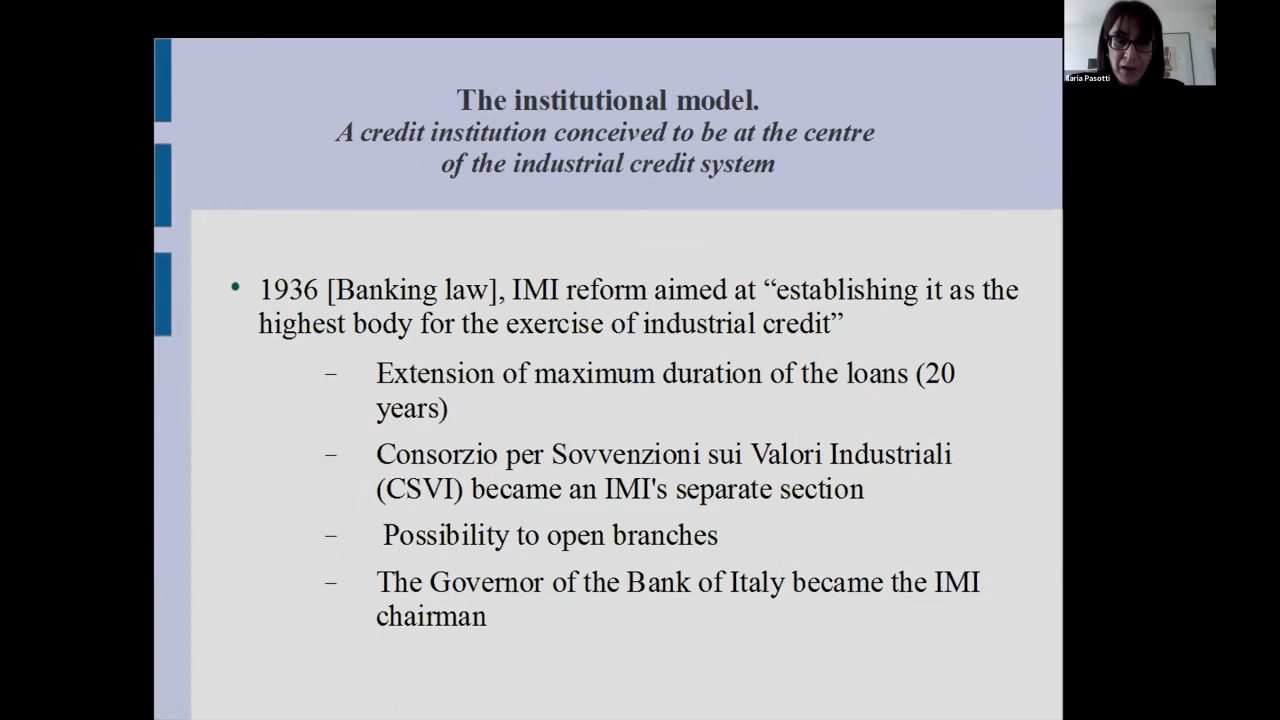 The institutional model.
A credit institution conceived to be at the centre
of the industrial credit system
• 1936 [Banking law], IMI reform aimed at “establishing it as the
highest body for the exercise of industrial credit”
– Extension of maximum duration of the loans (20
years)
– Consorzio per Sovvenzioni sui Valori Industriali
(CSVI) became an IMI's separate section
– Possibility to open branches
– The Governor of the Bank of Italy became the IMI
chairman
Ilaria Pasotti